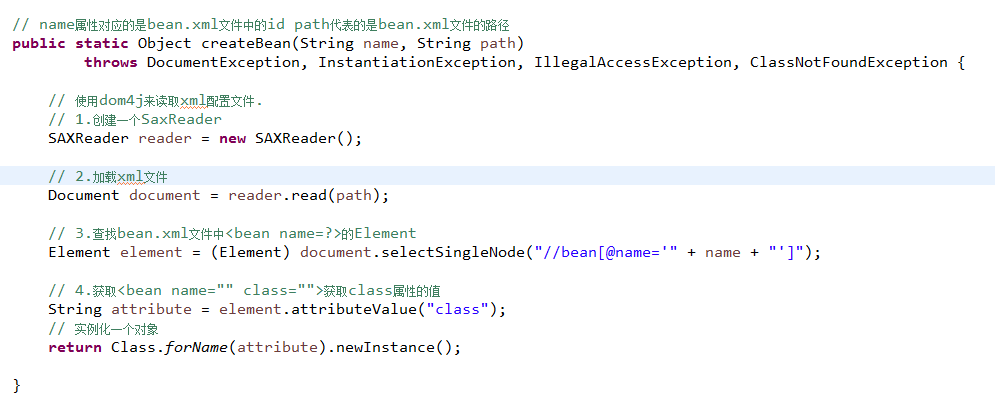 // name属性对应的是bean.xml文件中的id path代表的是bean.xml文件的路径
public static Object createBean(String name, String path)
throws DocumentException, InstantiationException, IllegalAccessException, ClassNotFoundException {
// 使用dom4j来读取xml配置文件.
// 1.创建一个SaxReader
SAXReader reader = new SAXReader();
// 2.加载xml文件
Document document = reader.read(path);
// 3.查找bean.xml文件中<bean name=?>的Element
Element element = (Element) document.selectSingleNode("//bean[@name='" + name + "']");
// 4.获取<bean name="" class="">获取class属性的值
String attribute = element.attributeValue("class");
// 实例化一个对象
return Class.forName(attribute).newInstance();
}